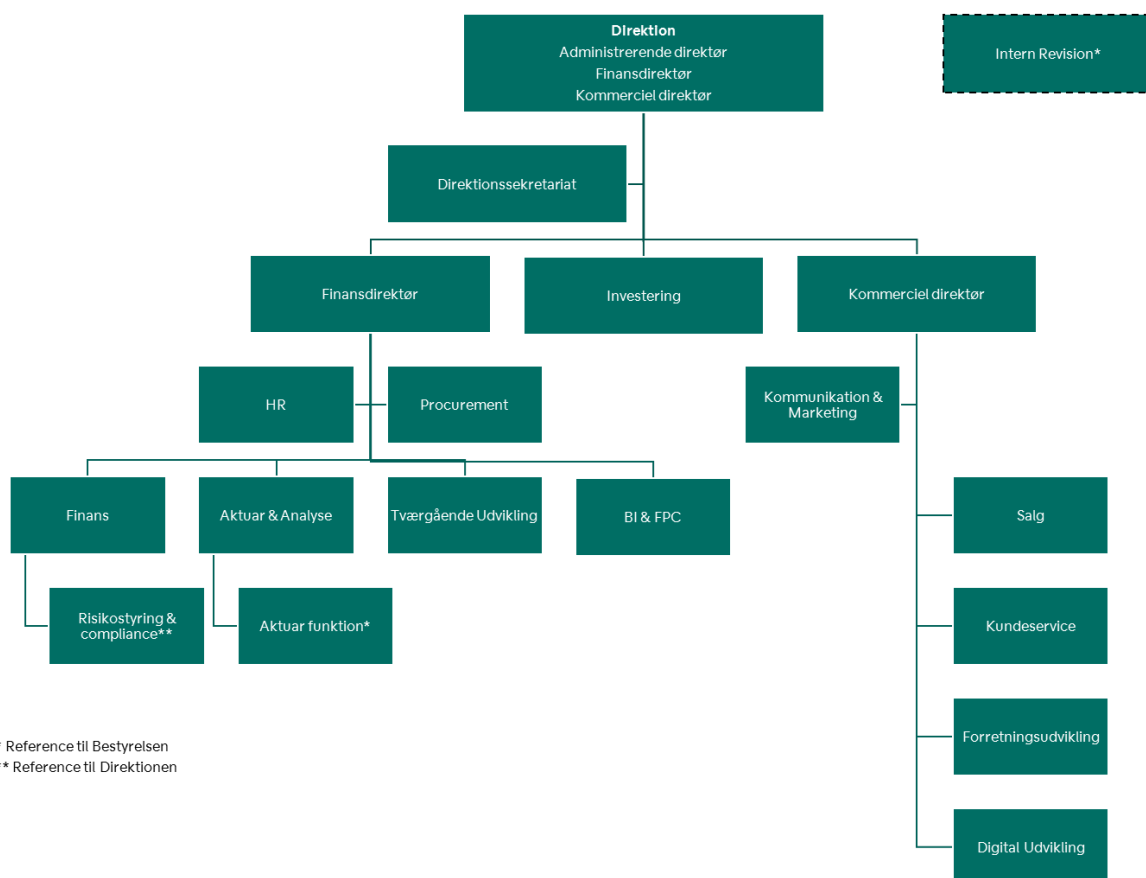 Direktion
Administrerende direktør
Finansdirektør
Kommerciel direktør
Intern Revision*
Direktionssekretariat
Finansdirektør
Investering
Kommerciel direktør
HR
Procurement
Kommunikation &
Marketing
Finans
Aktuar & Analyse
Tværgående Udvikling
BI & FPC
Salg
Risikostyring &
compliance**
Aktuar funktion*
Kundeservice
Forretningsudvikling
* Reference til Bestyrelsen
** Reference til Direktionen
Digital Udvikling